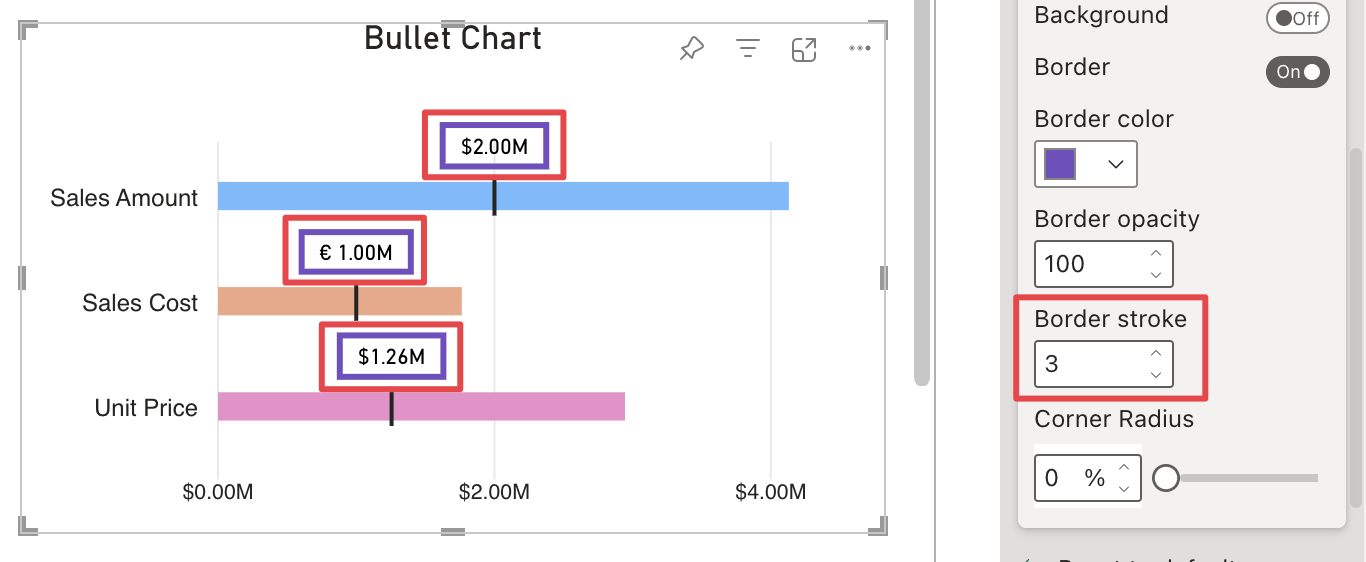 Bullet Chart
$2.00M
Sales Amount
€ 1.00M
Sales Cost
$1.26M
Unit Price
$0.00M $2.00M $4.00M
Background Off
Border On
Border color
Border opacity
100
Border stroke
3
Corner Radius
0 %